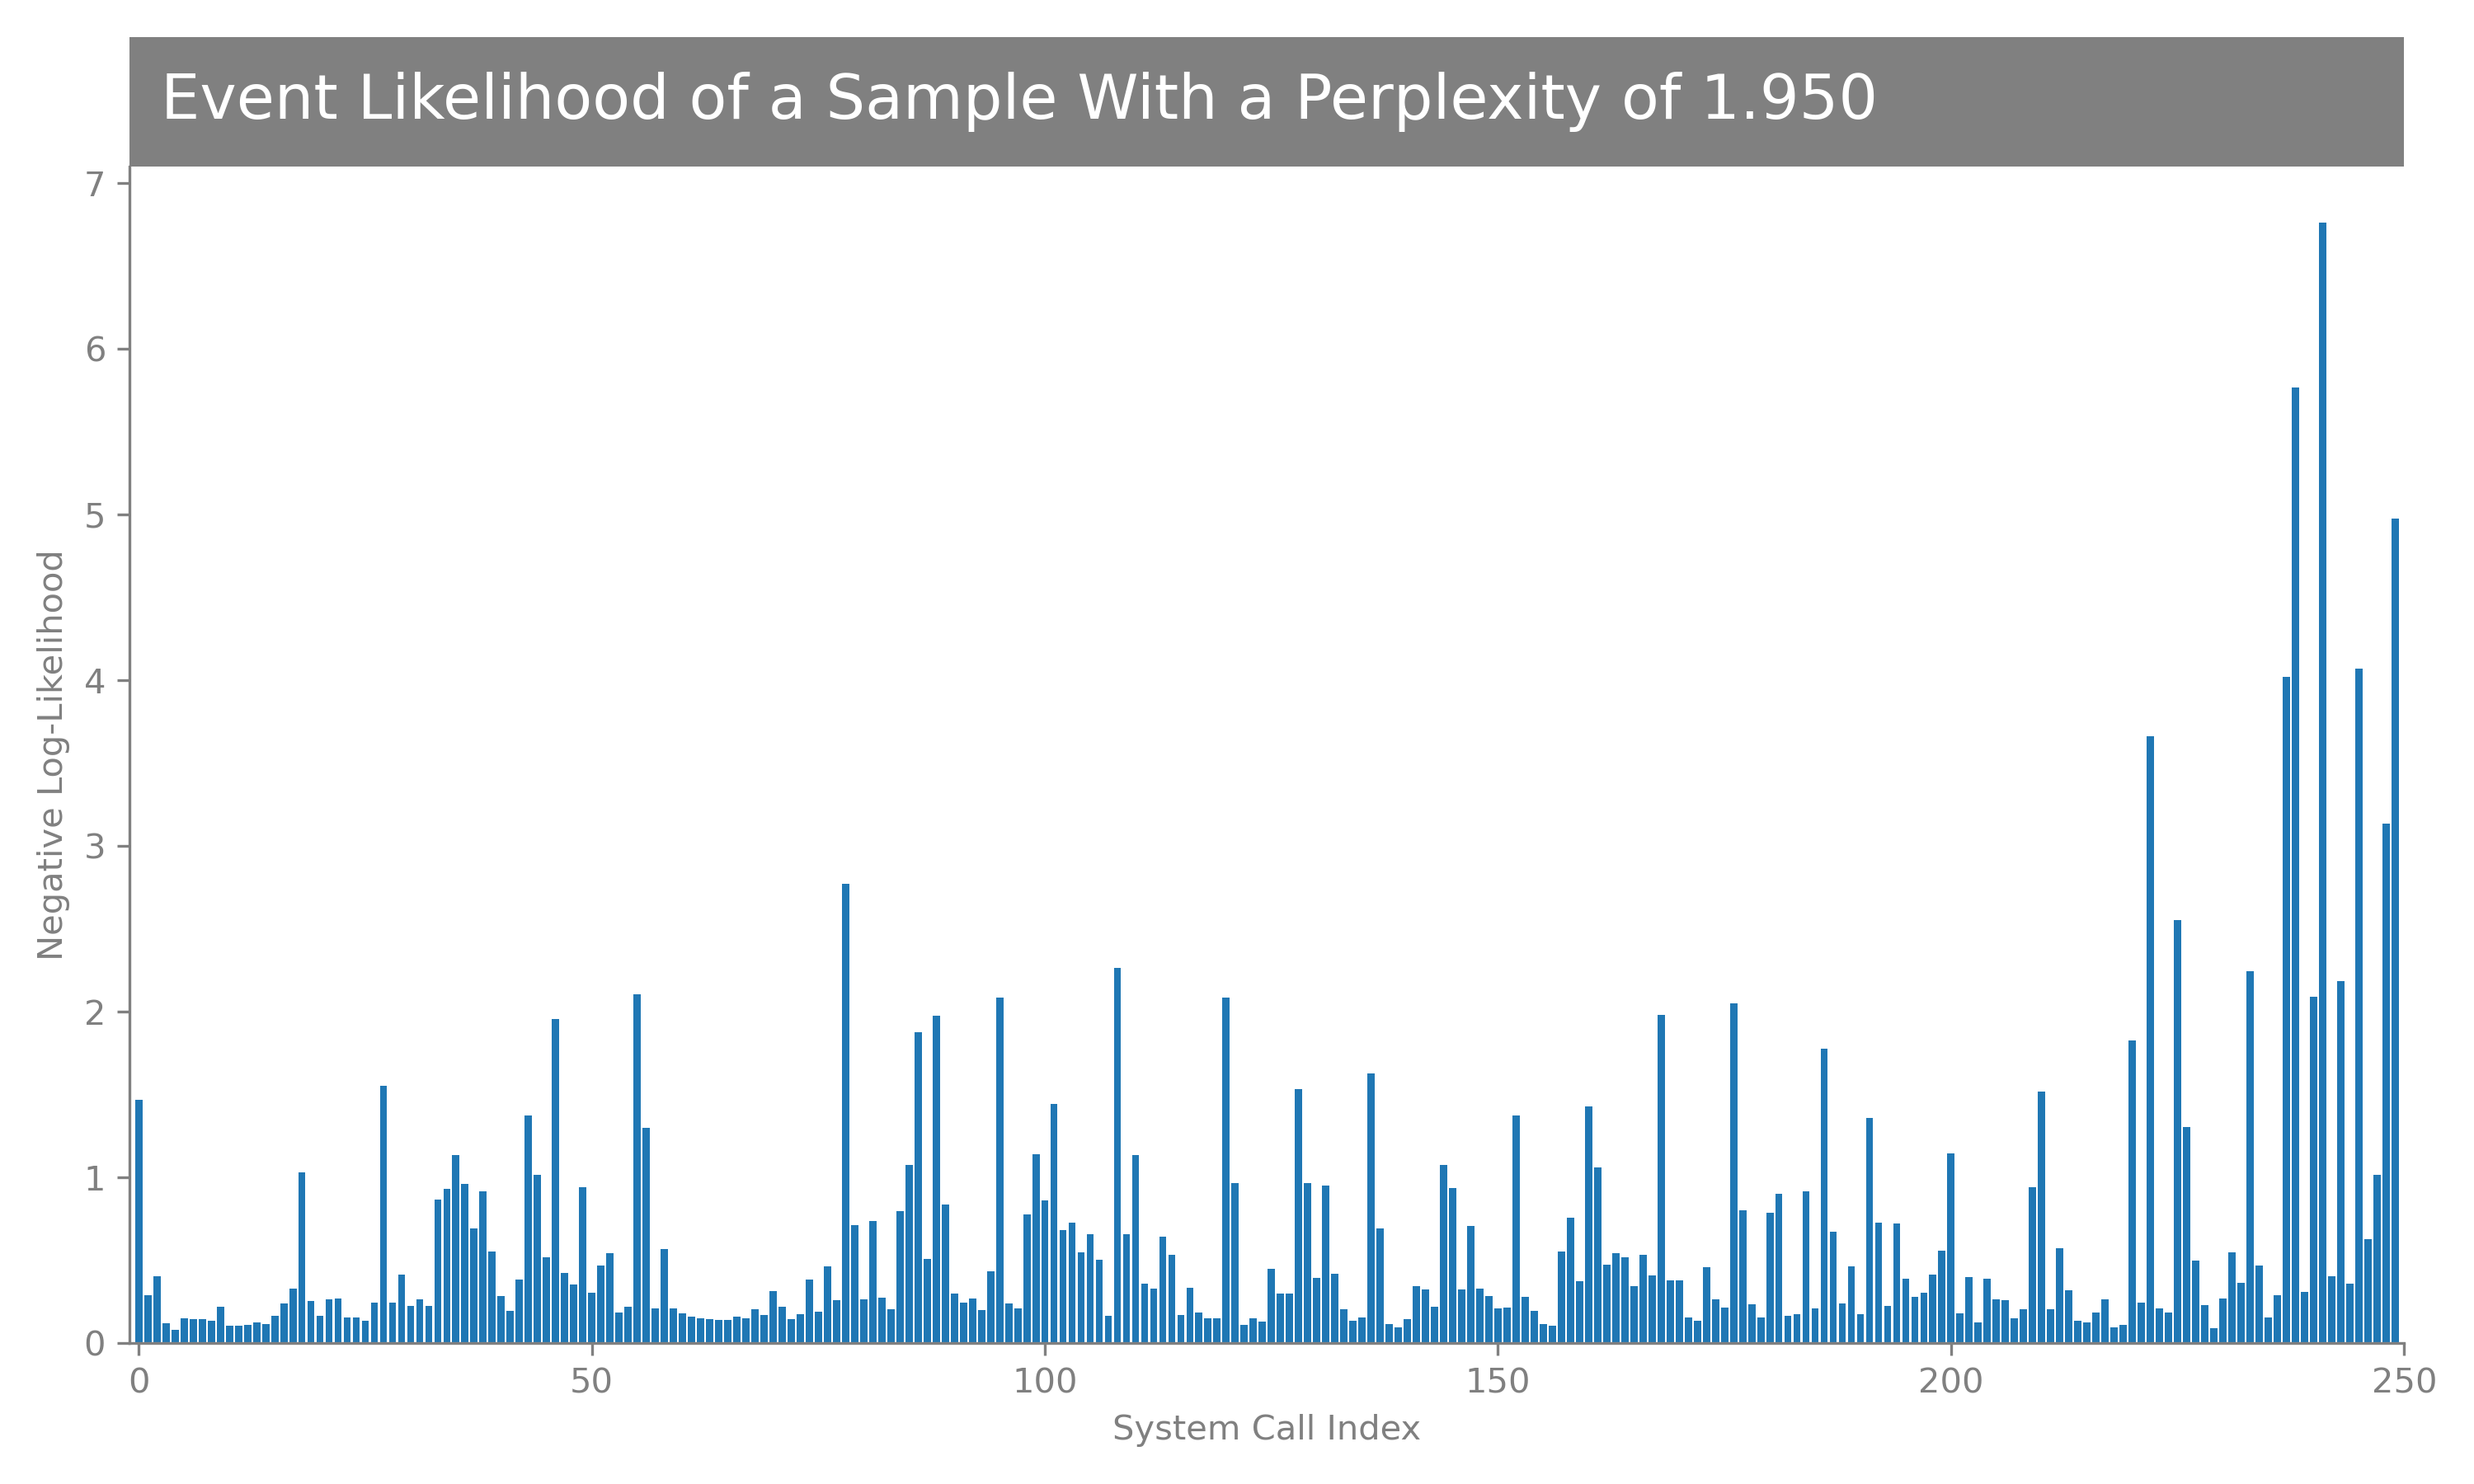 Event Likelihood of a Sample With a Perplexity of 1.950
7
6
5
4
3
2
1
0
Negative Log-Likelihood
0 50 100 150 200 250
System Call Index